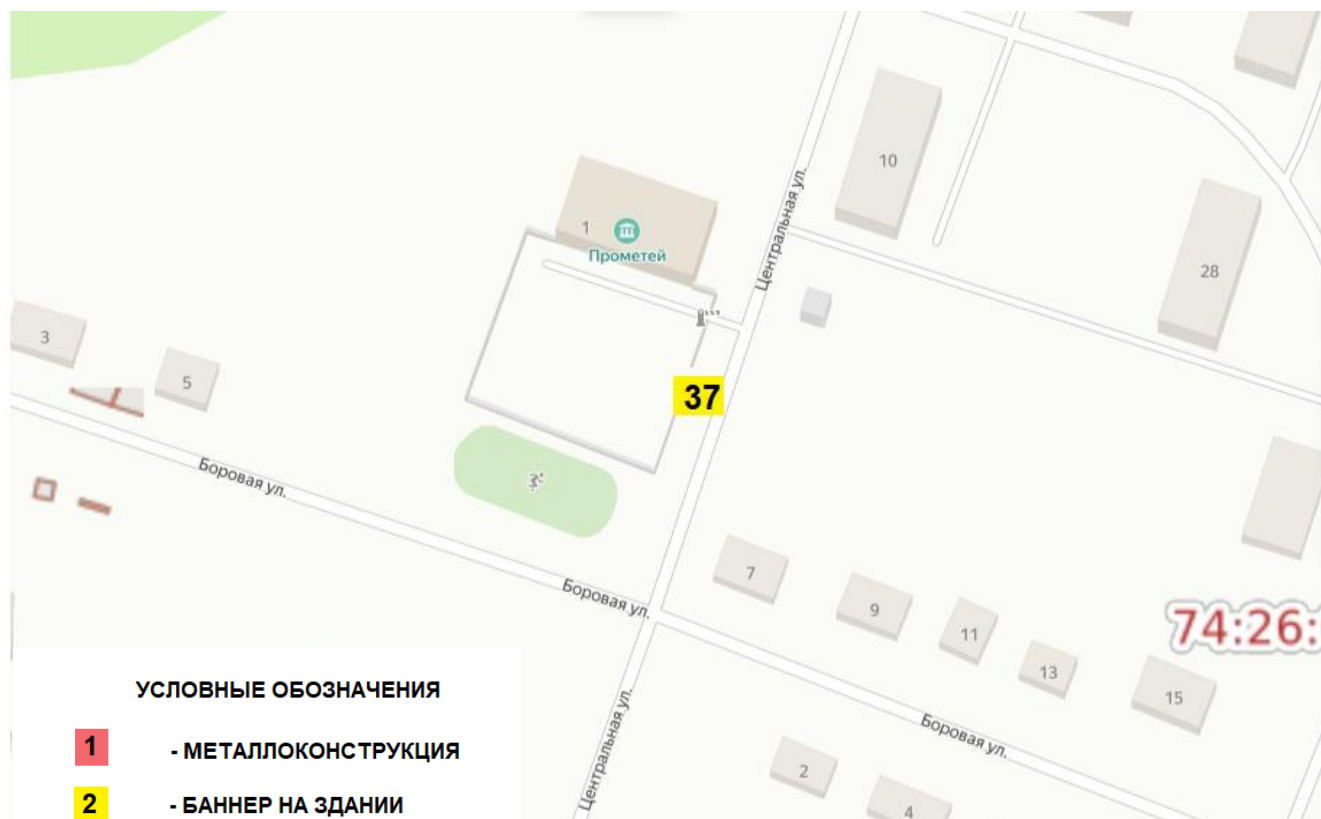 10
Центральная ул.
1
Прометей
28
3
5
37
Боровая ул.
7
Боровая ул.
9
11
13
15
74:26:
УСЛОВНЫЕ ОБОЗНАЧЕНИЯ
1 - МЕТАЛЛОКОНСТРУКЦИЯ
2 - БАННЕР НА ЗДАНИИ
Центральная ул.
Боровая ул.
2
4